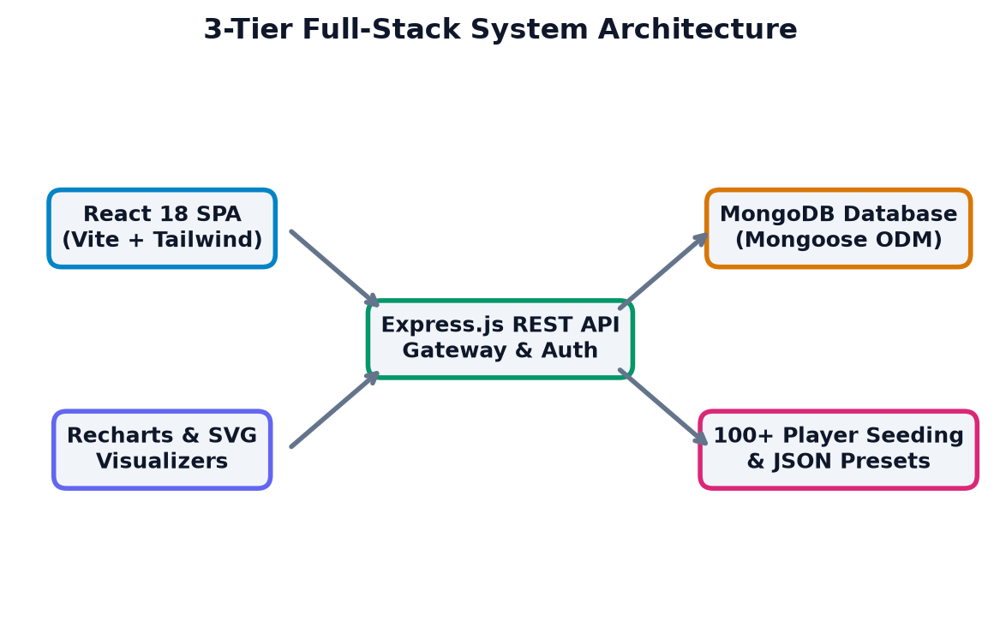 3-Tier Full-Stack System Architecture
React 18 SPA
(Vite + Tailwind)
MongoDB Database
(Mongoose ODM)
Express.js REST API
Gateway & Auth
Recharts & SVG
Visualizers
100+ Player Seeding
& JSON Presets